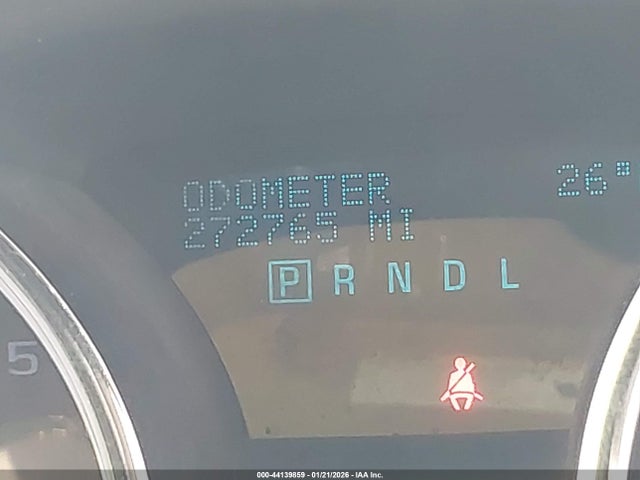 ODOMETER 26°
272765 MI
P R N D L
5
000-44139859 - 01/21/2026 - IAA Inc.